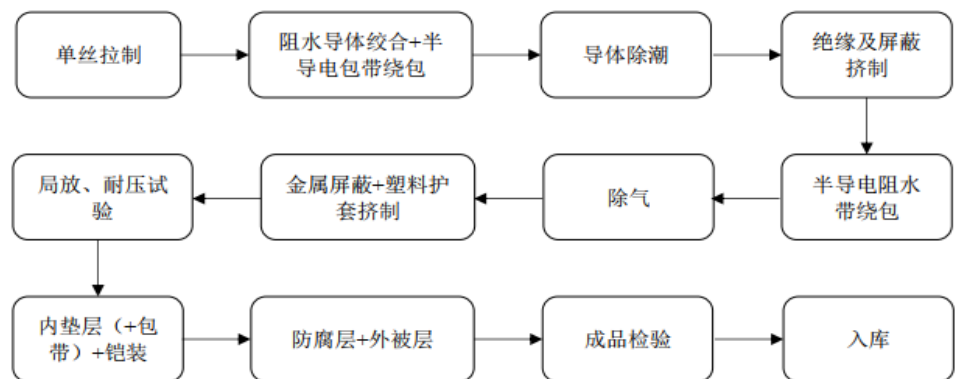 单丝拉制
阻水导体绞合+半
导电包带绕包
导体除潮
绝缘及屏蔽
挤制
局放、耐压试
验
金属屏蔽+塑料护
套挤制
除气
半导电阻水
带绕包
内垫层（+包
带）+铠装
防腐层+外被层
成品检验
入库